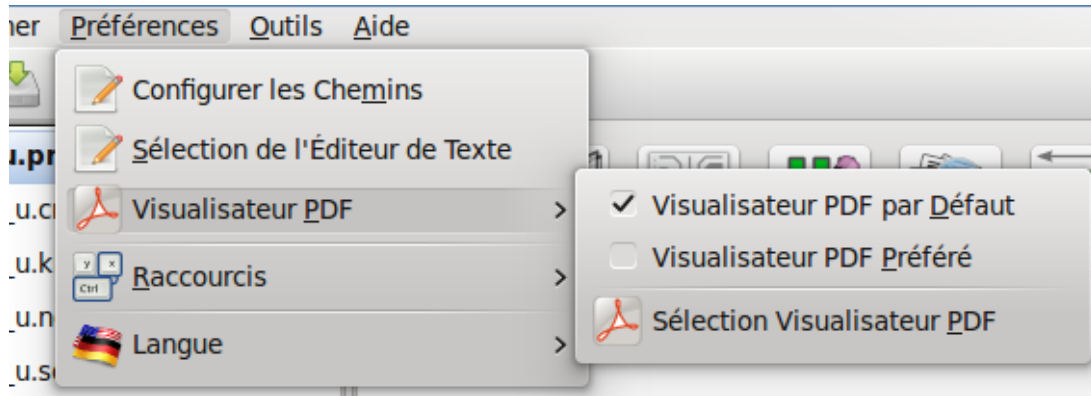 Préférences Outils Aide
Configurer les Chemins
Sélection de l'Éditeur de Texte
Visualisateur PDF
Visualisateur PDF par Défaut
Visualisateur PDF Préféré
Sélection Visualisateur PDF
y x
Ctrl
Raccourcis
Langue